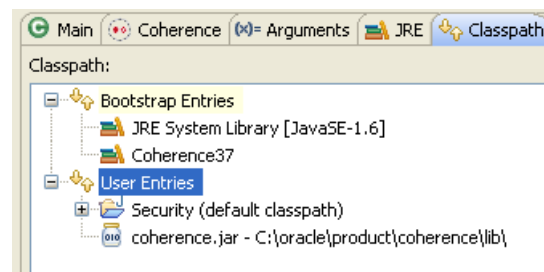 Main Coherence (x)= Arguments JRE Classpath
Classpath:
Bootstrap Entries
JRE System Library [JavaSE-1.6]
Coherence37
User Entries
Security (default classpath)
coherence.jar - C:\oracle\product\coherence\lib\